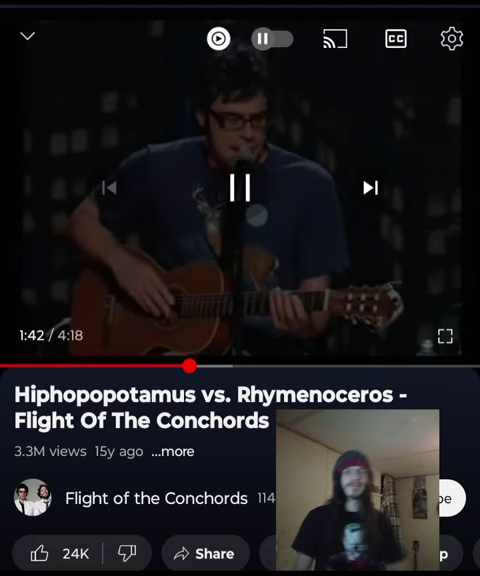 CC
1:42 / 4:18
Hiphopopotamus vs. Rhymenoceros -
Flight Of The Conchords
3.3M views 15y ago ...more
Flight of the Conchords 114
24K Share